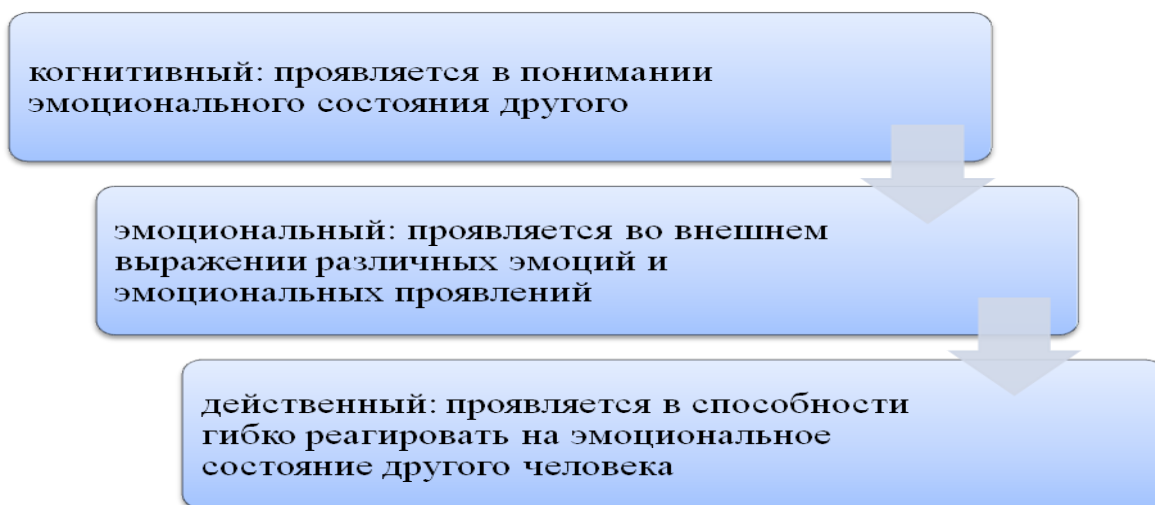 когнитивный: проявляется в понимании
эмоционального состояния другого
эмоциональный: проявляется во внешнем
выражении различных эмоций и
эмоциональных проявлений
действенный: проявляется в способности
гибко реагировать на эмоциональное
состояние другого человека